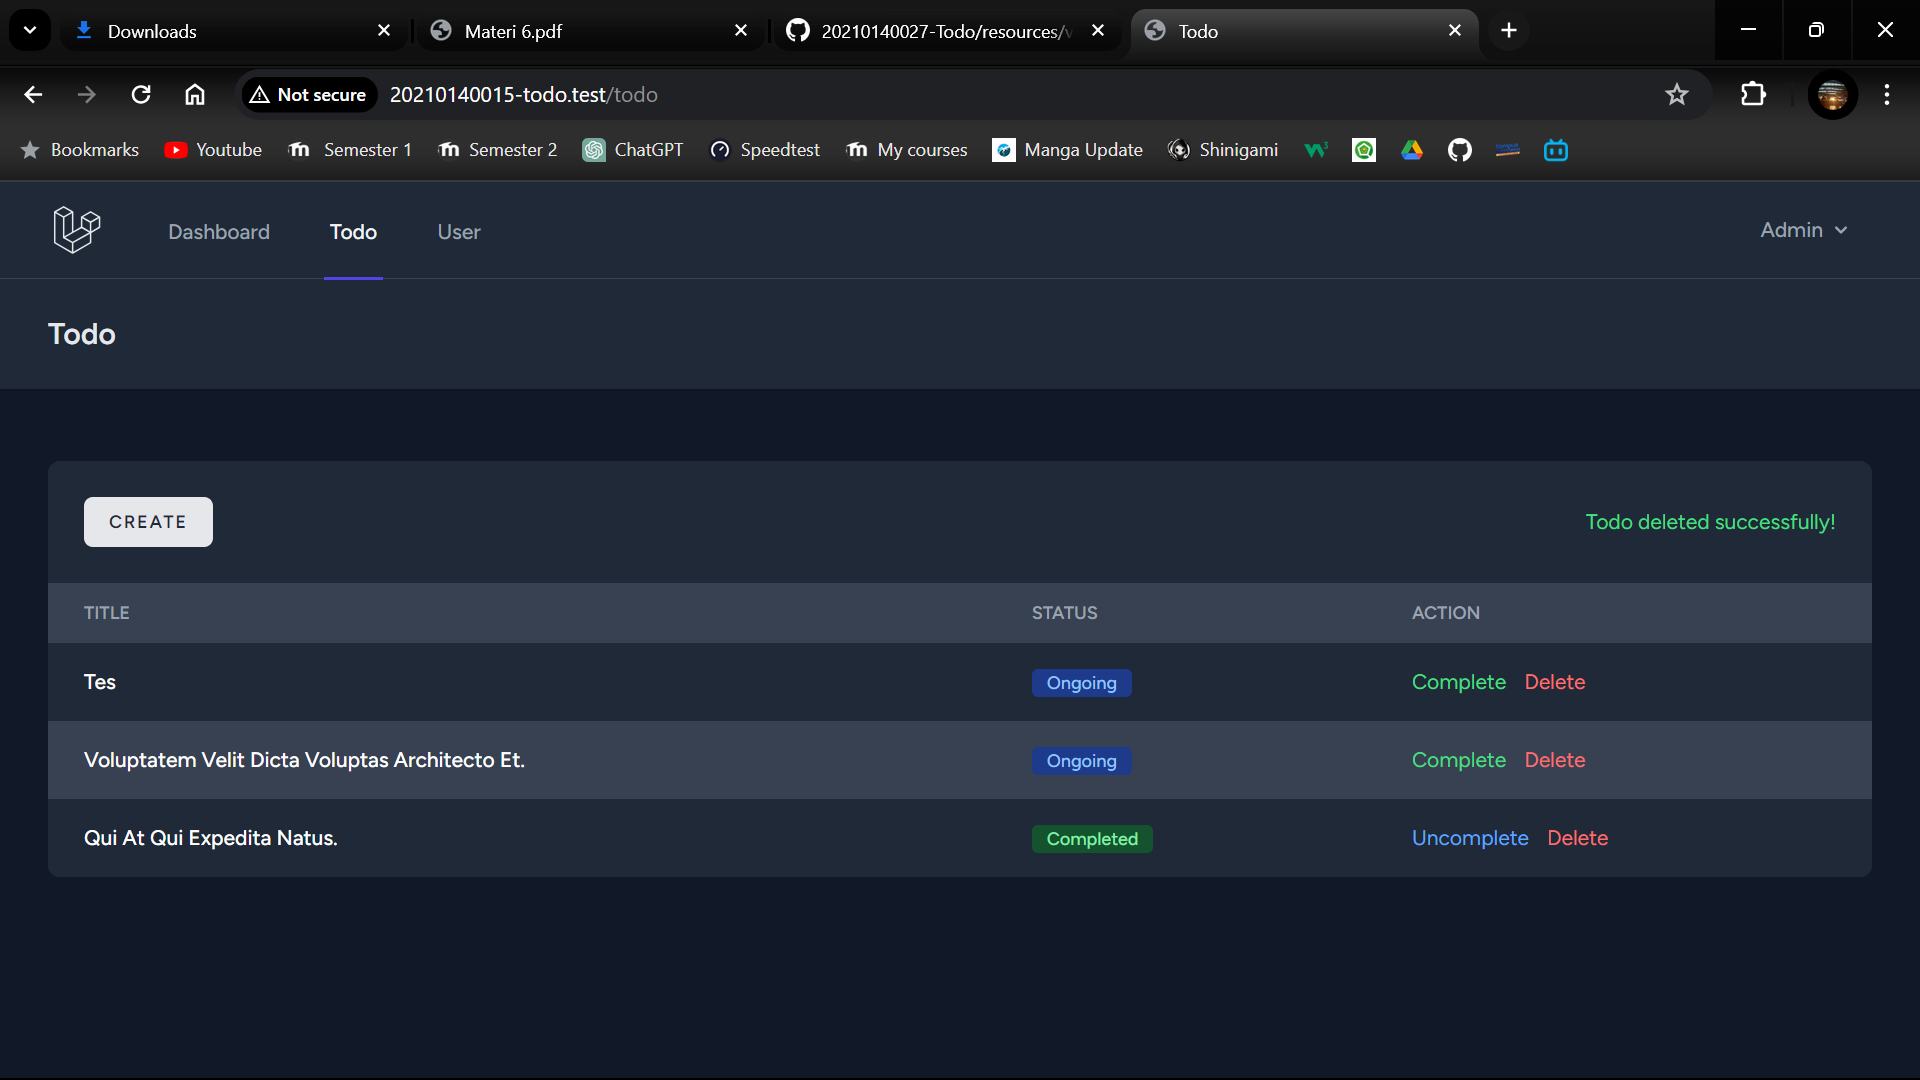 Downloads
Materi 6.pdf
20210140027-Todo/resources/v
Todo
Not secure
20210140015-todo.test/todo
Bookmarks
Youtube
Semester 1
Semester 2
ChatGPT
Speedtest
My courses
Manga Update
Shinigami
Dashboard
Todo
User
Admin
Todo
CREATE
Todo deleted successfully!
TITLE STATUS ACTION
Tes Ongoing Complete Delete
Voluptatem Velit Dicta Voluptas Architecto Et. Ongoing Complete Delete
Qui At Qui Expedita Natus. Completed Uncomplete Delete